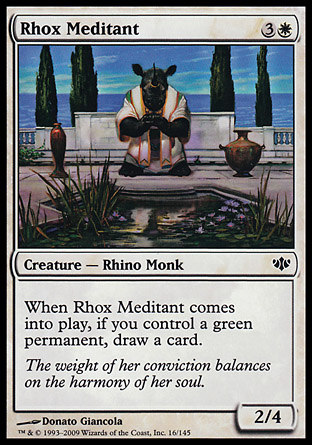 Rhox Meditant 3
Creature — Rhino Monk
When Rhox Meditant comes
into play, if you control a green
permanent, draw a card.
The weight of her conviction balances
on the harmony of her soul.
Donato Giancola
™ & © 1993–2009 Wizards of the Coast, Inc. 16/145
2/4